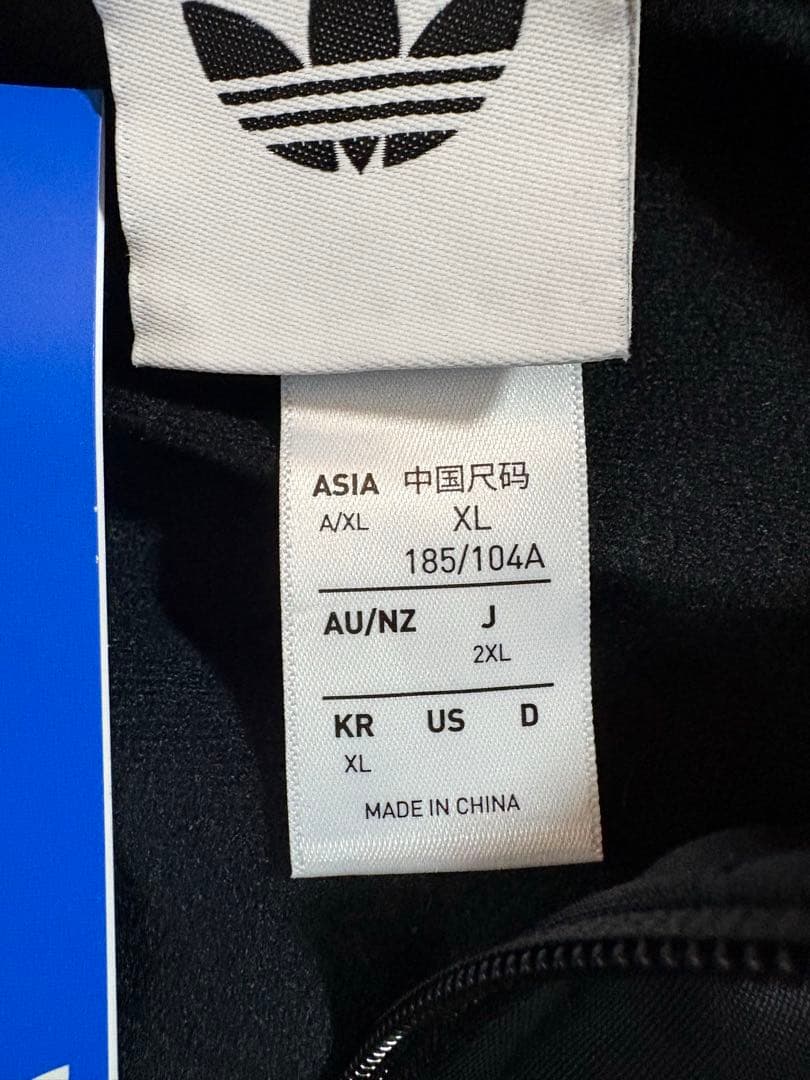 ASIA 中国尺码
A/XL XL
185/104A
AU/NZ J
2XL
KR US D
XL
MADE IN CHINA